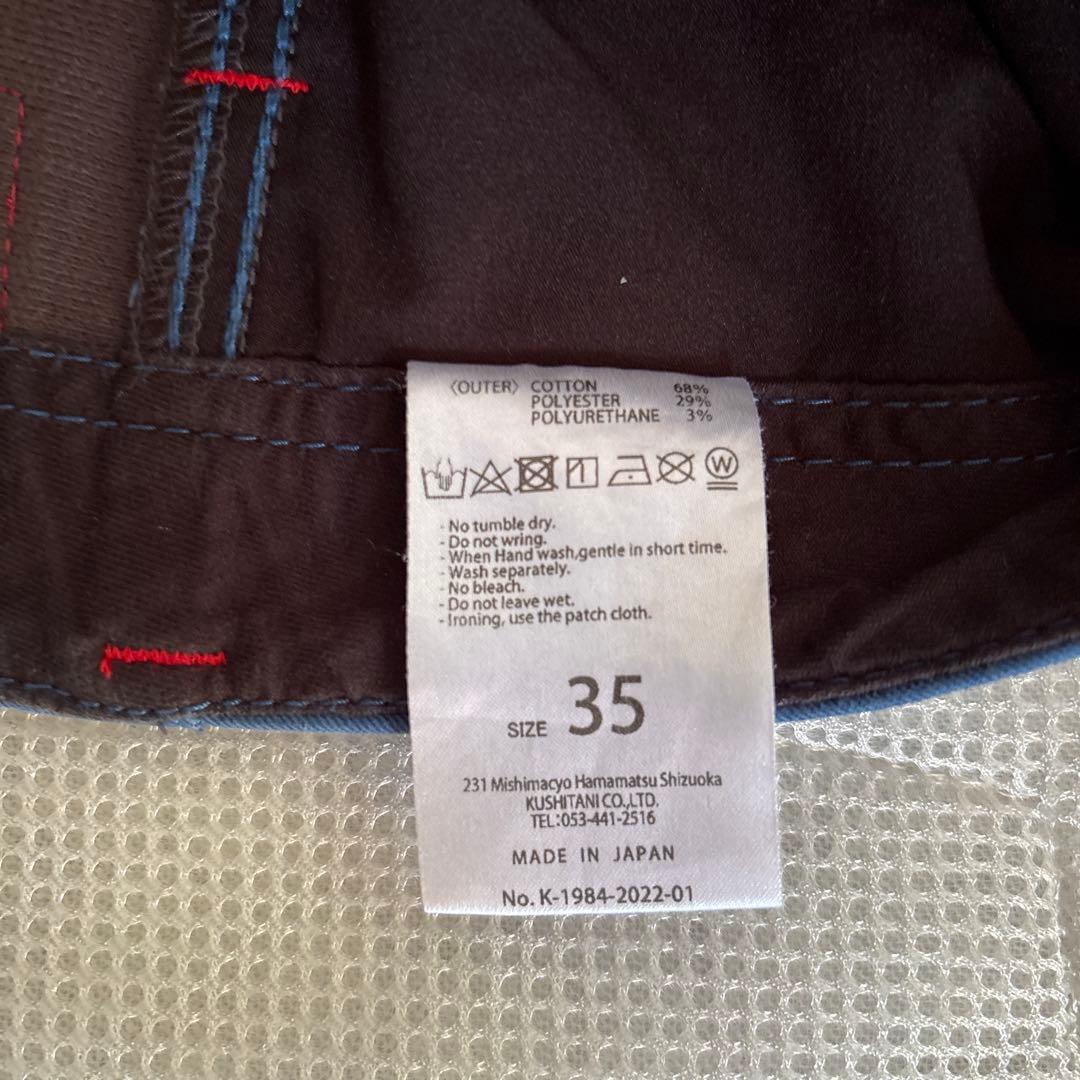 〈OUTER〉 COTTON 68%
POLYESTER 29%
POLYURETHANE 3%
W
- No tumble dry.
- Do not wring.
- When Hand wash,gentle in short time.
- Wash separately.
- No bleach.
- Do not leave wet.
- Ironing, use the patch cloth.
SIZE 35
231 Mishimacyo Hamamatsu Shizuoka
KUSHITANI CO.,LTD.
TEL:053-441-2516
MADE IN JAPAN
No. K-1984-2022-01